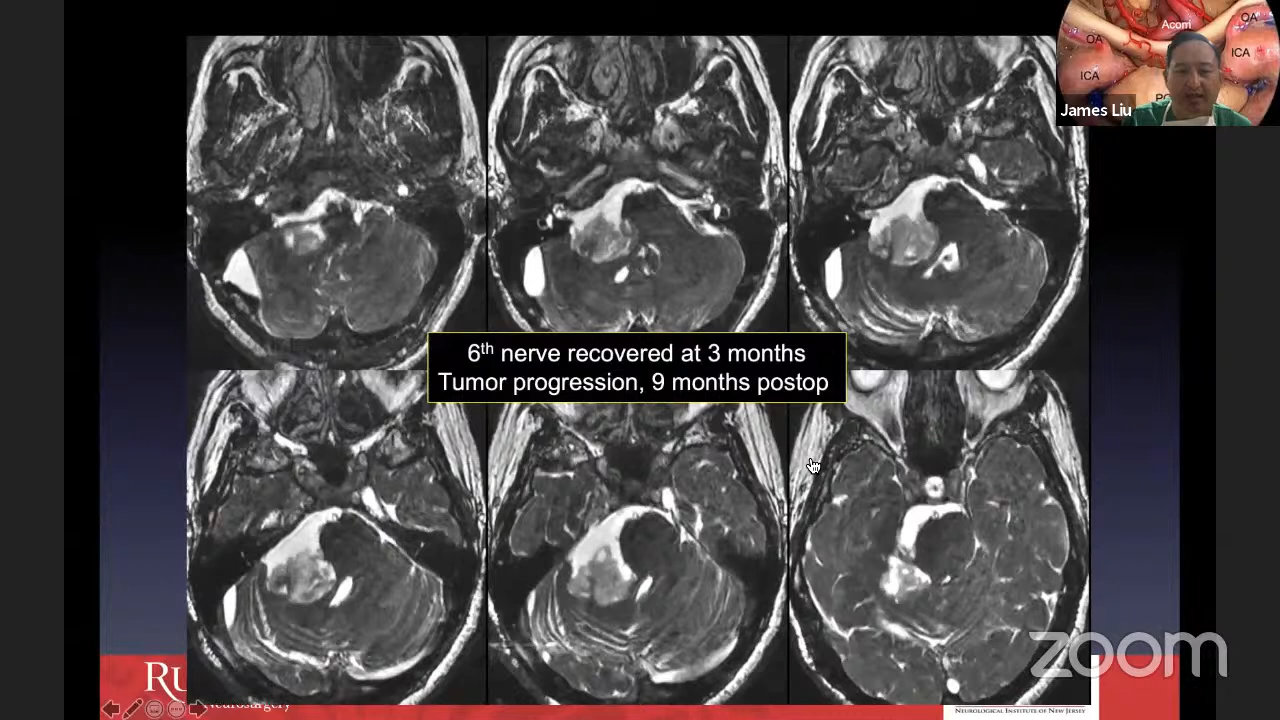 Acom
OA
OA
ICA
ICA
James Liu
6th nerve recovered at 3 months
Tumor progression, 9 months postop
zoom
Neurosurgery
NEUROLOGICAL INSTITUTE OF NEW JERSEY